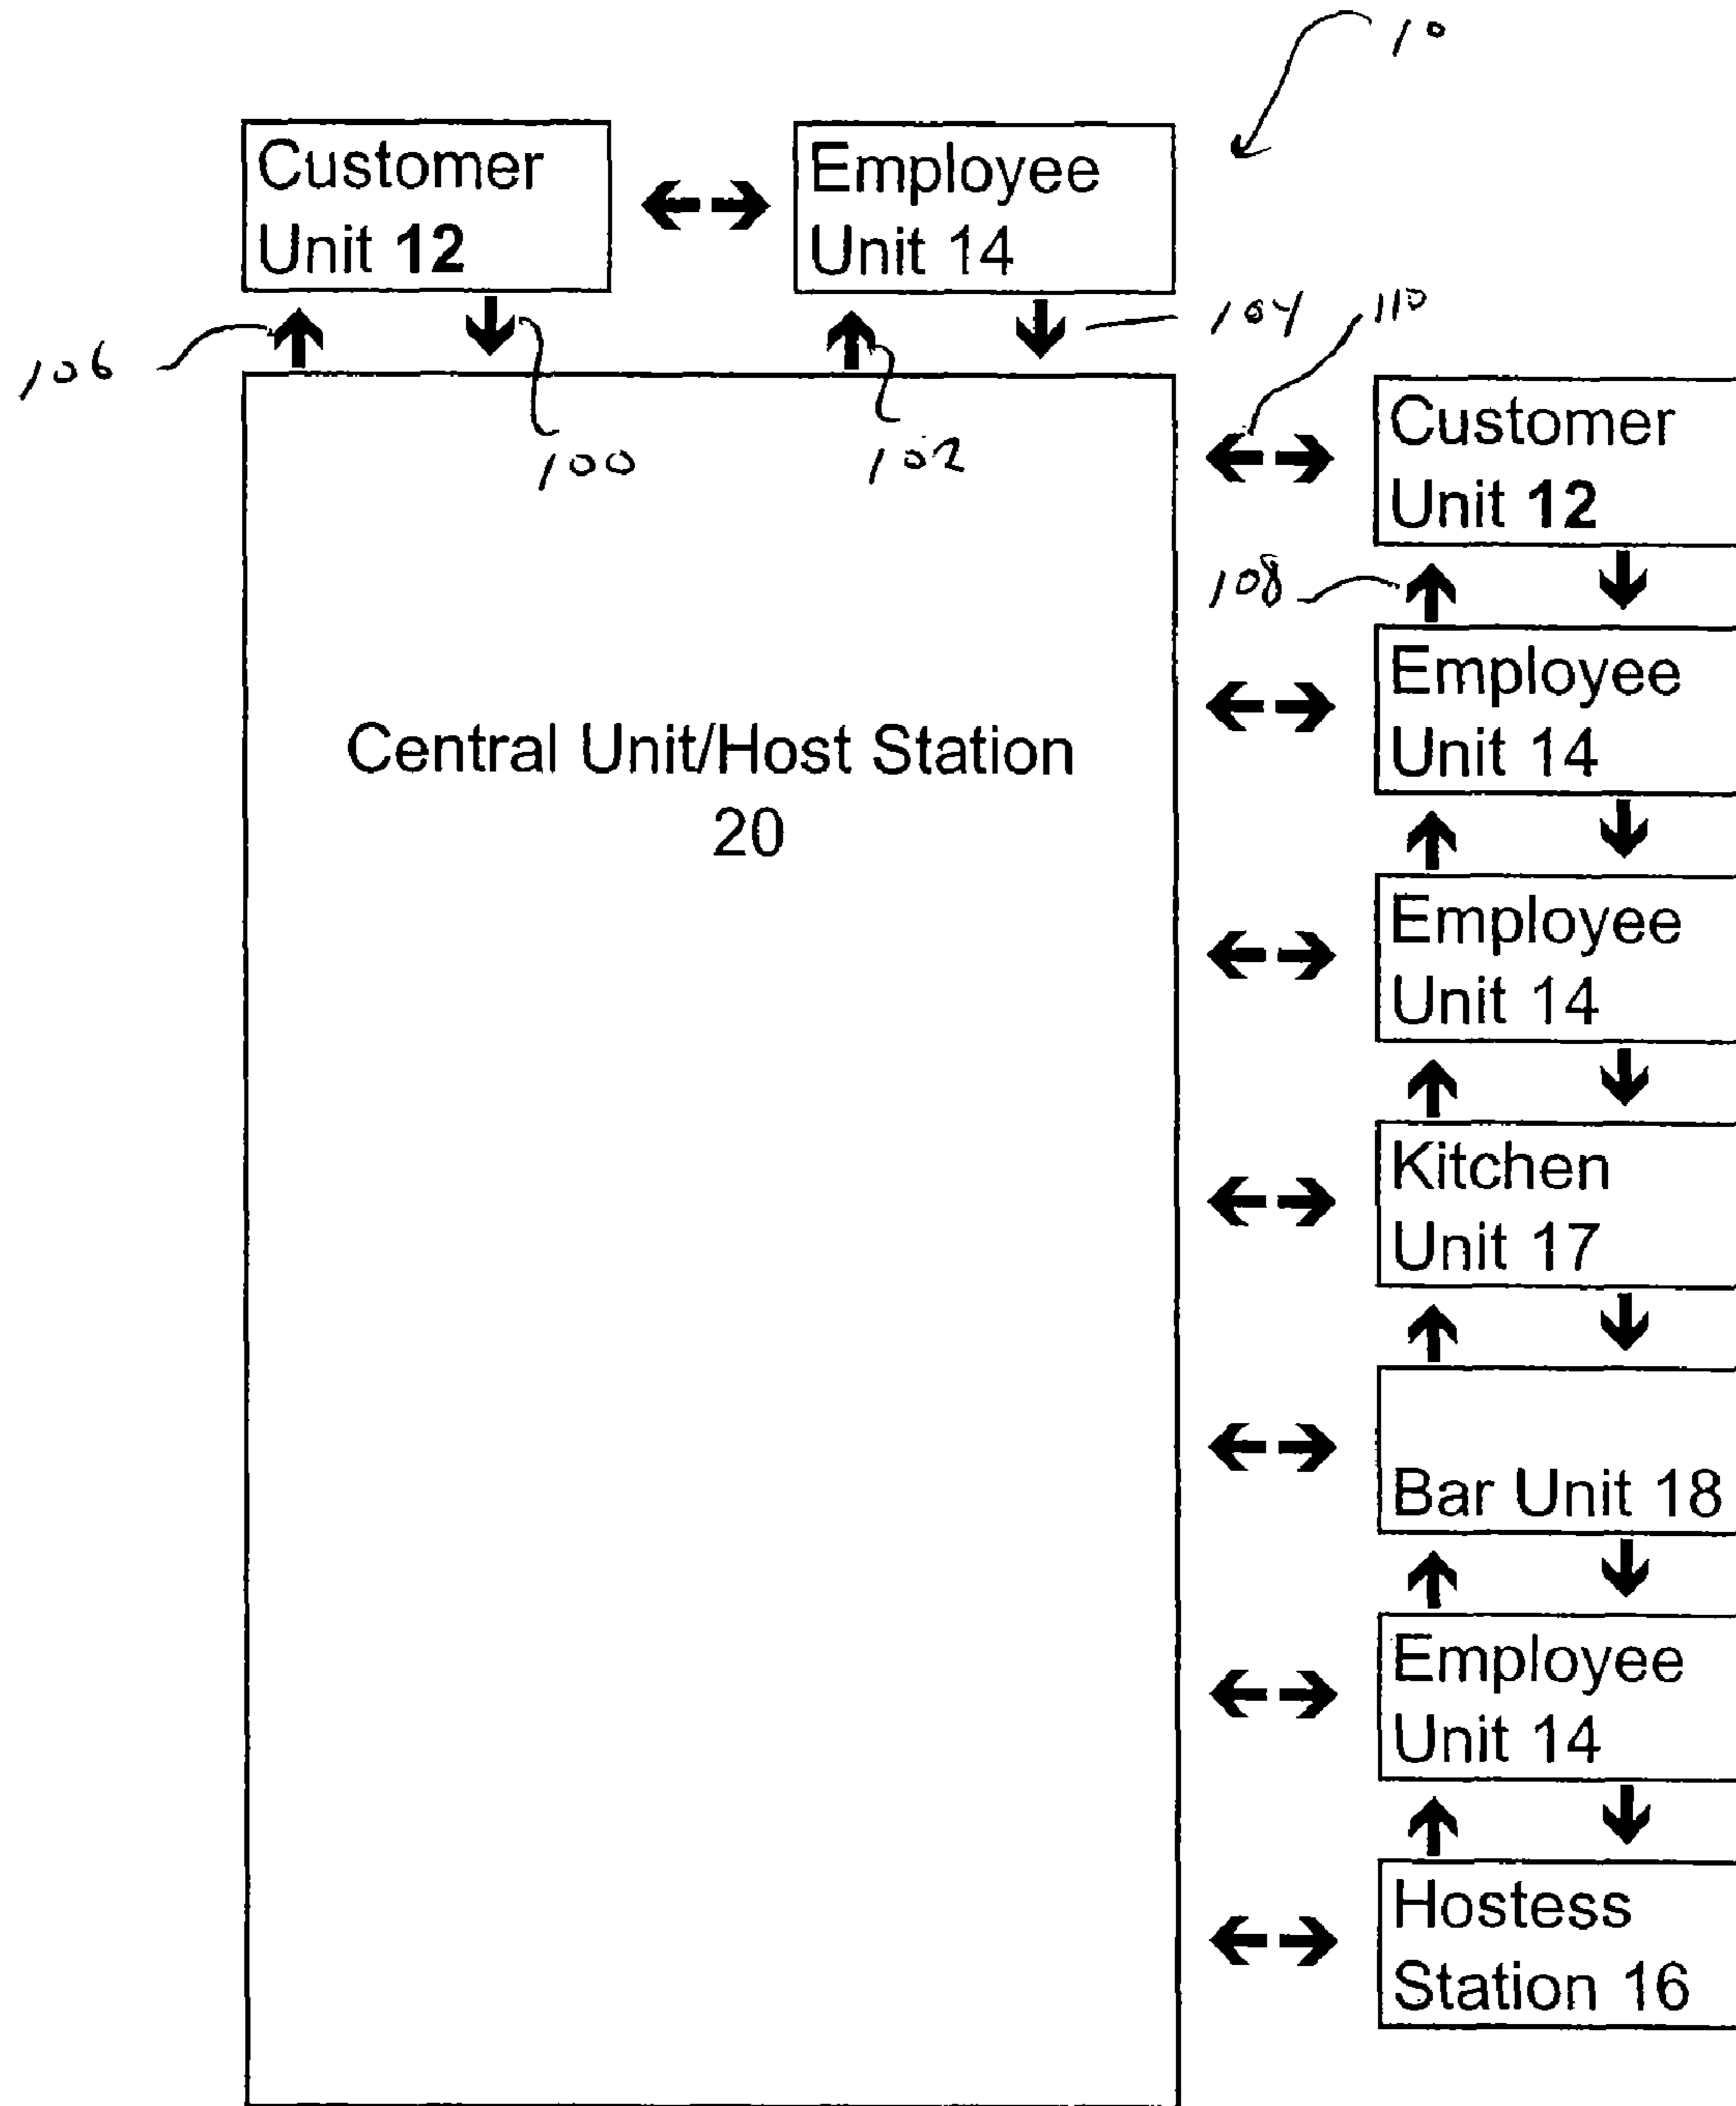 10
Customer
Unit 12
Employee
Unit 14
106
100
102
104
110
Customer
Unit 12
108
Employee
Unit 14
Central Unit/Host Station
20
Employee
Unit 14
Kitchen
Unit 17
Bar Unit 18
Employee
Unit 14
Hostess
Station 16